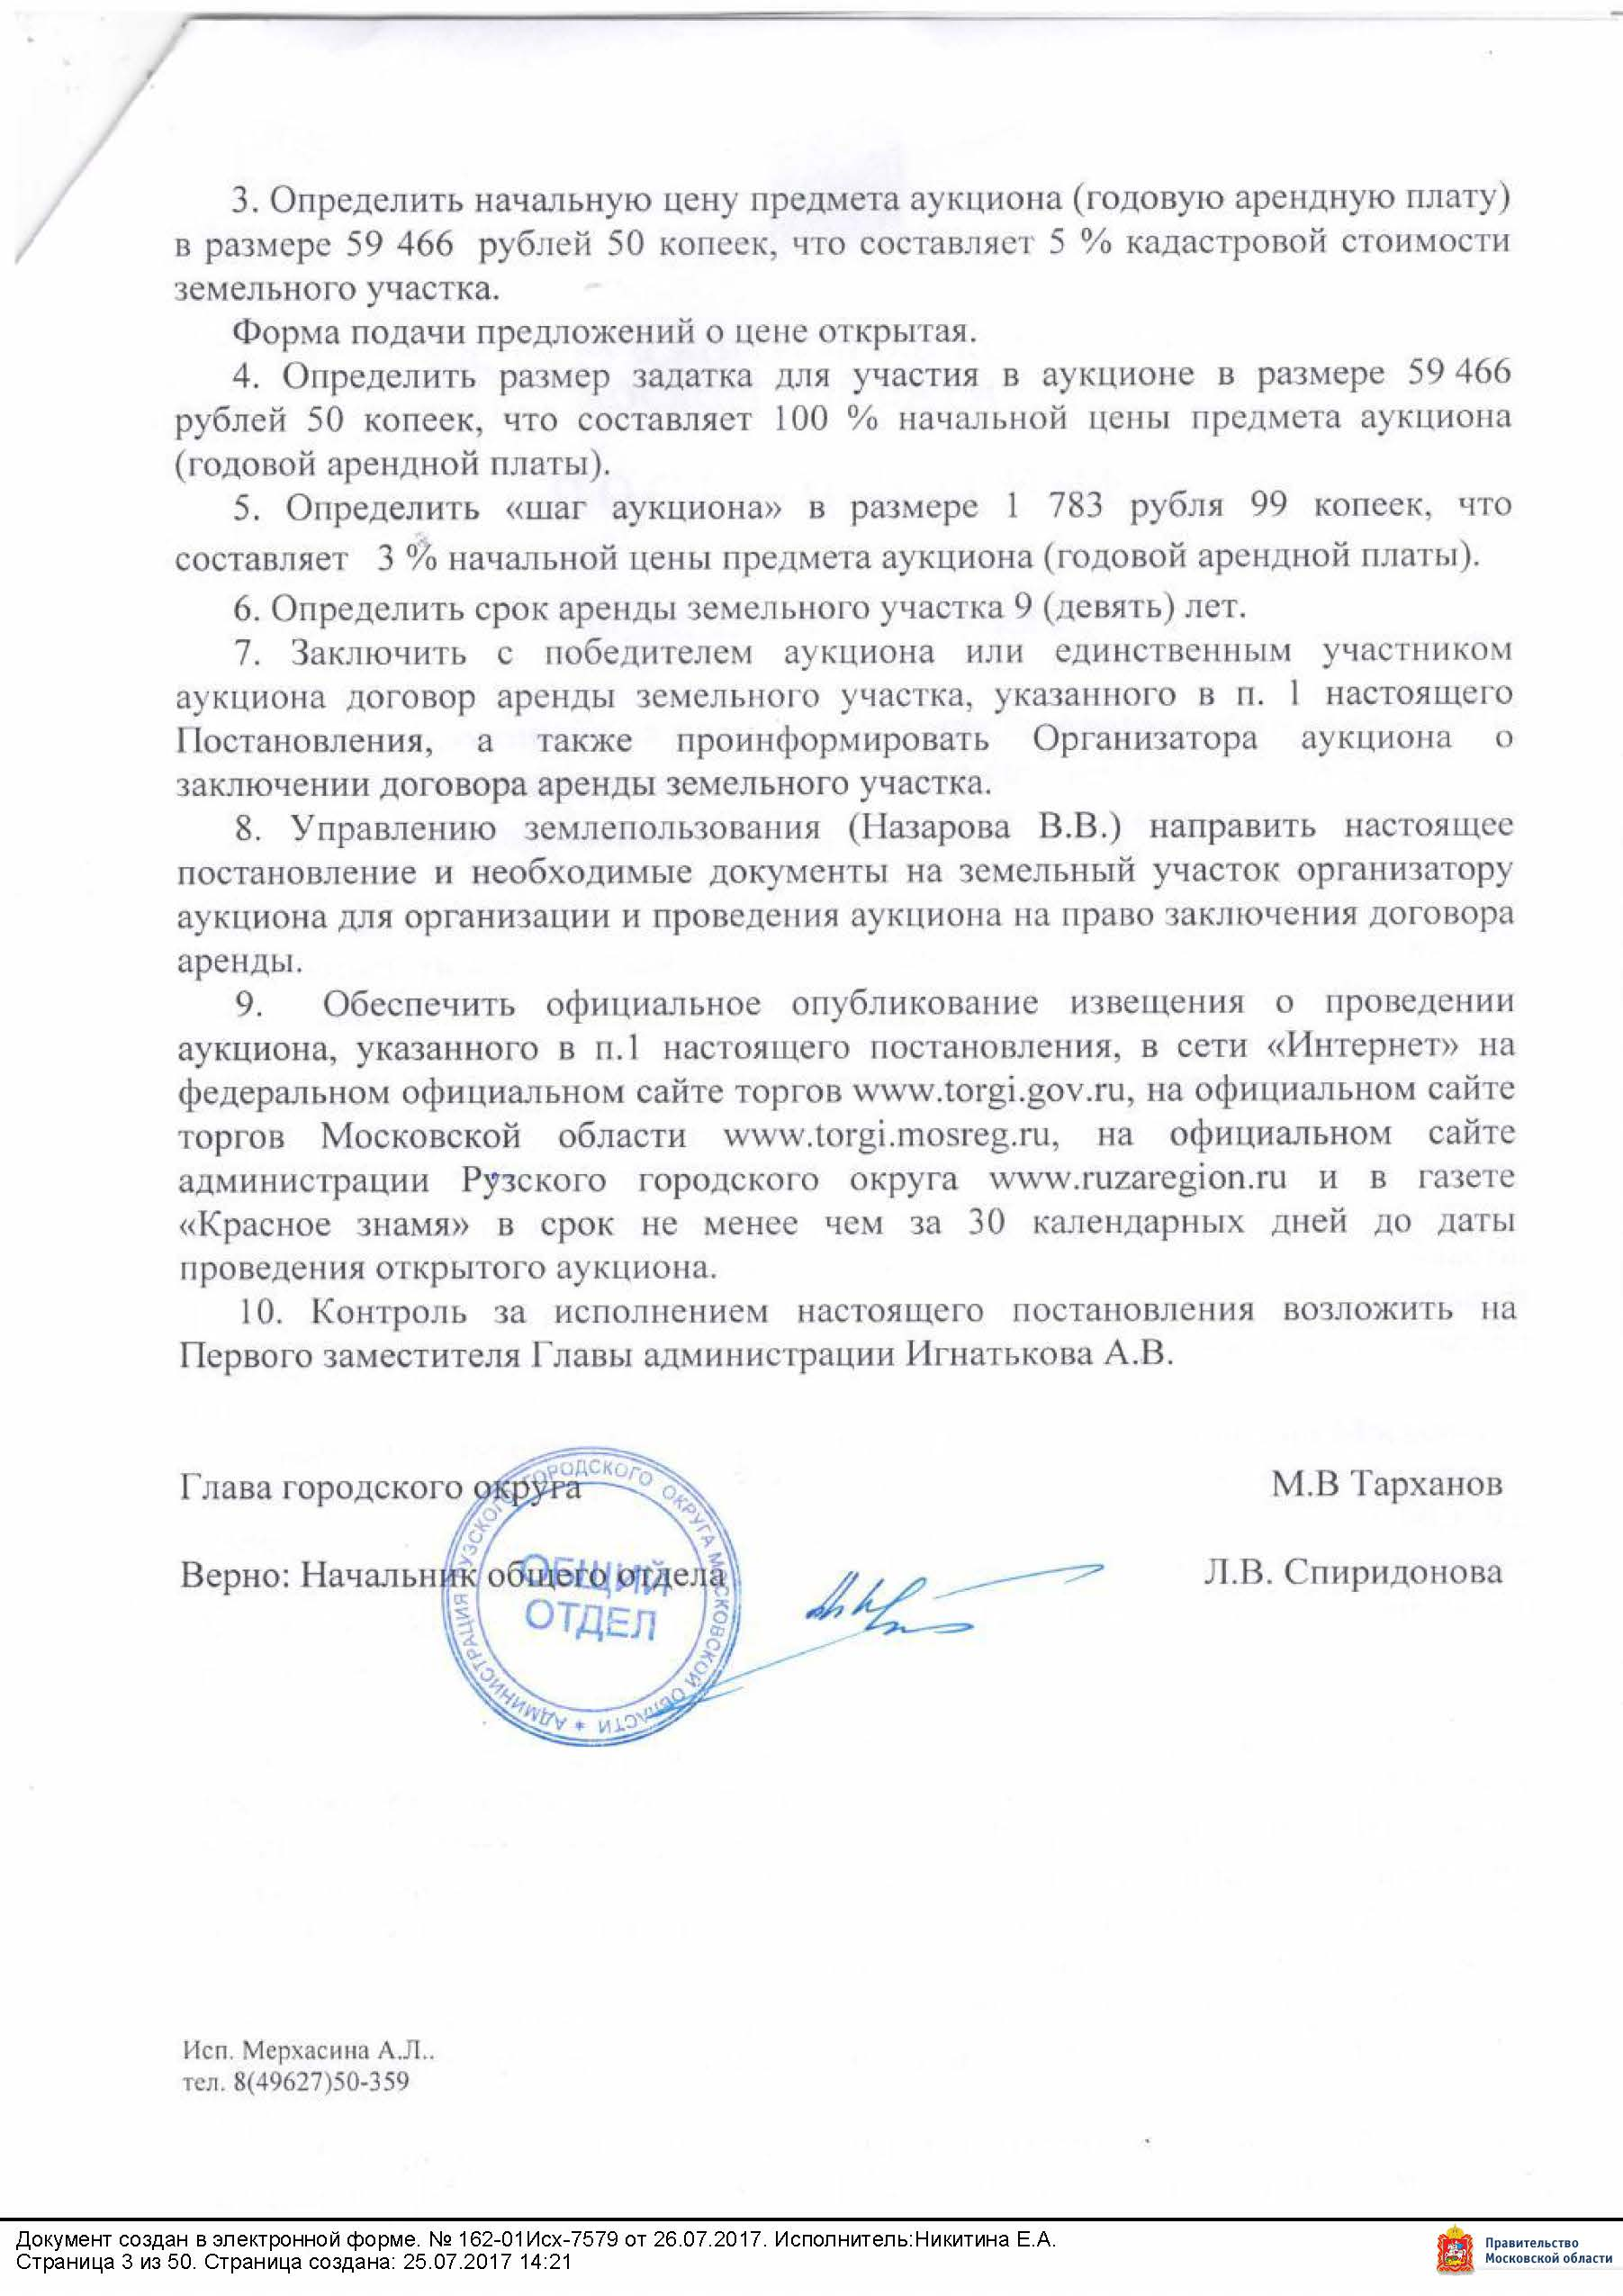 3. Определить начальную цену предмета аукциона (годовую арендную плату)
в размере 59 466 рублей 50 копеек, что составляет 5 % кадастровой стоимости
земельного участка.
Форма подачи предложений о цене открытая.
4. Определить размер задатка для участия в аукционе в размере 59 466
рублей 50 копеек, что составляет 100 % начальной цены предмета аукциона
(годовой арендной платы).
5. Определить «шаг аукциона» в размере 1 783 рубля 99 копеек, что
составляет 3 % начальной цены предмета аукциона (годовой арендной платы).
6. Определить срок аренды земельного участка 9 (девять) лет.
7. Заключить с победителем аукциона или единственным участником
аукциона договор аренды земельного участка, указанного в п. 1 настоящего
Постановления, а также проинформировать Организатора аукциона о
заключении договора аренды земельного участка.
8. Управлению землепользования (Назарова В.В.) направить настоящее
постановление и необходимые документы на земельный участок организатору
аукциона для организации и проведения аукциона на право заключения договора
аренды.
9. Обеспечить официальное опубликование извещения о проведении
аукциона, указанного в п.1 настоящего постановления, в сети «Интернет» на
федеральном официальном сайте торгов www.torgi.gov.ru, на официальном сайте
торгов Московской области www.torgi.mosreg.ru, на официальном сайте
администрации Рузского городского округа www.ruzaregion.ru и в газете
«Красное знамя» в срок не менее чем за 30 календарных дней до даты
проведения открытого аукциона.
10. Контроль за исполнением настоящего постановления возложить на
Первого заместителя Главы администрации Игнатькова А.В.
Глава городского округа М.В Тарханов
Верно: Начальник общего отдела Л.В. Спиридонова
АДМИНИСТРАЦИЯ РУЗСКОГО ГОРОДСКОГО ОКРУГА МОСКОВСКОЙ ОБЛАСТИ *
ОБЩИЙ
ОТДЕЛ
Исп. Мерхасина А.Л..
тел. 8(49627)50-359
Документ создан в электронной форме. № 162-01Исх-7579 от 26.07.2017. Исполнитель:Никитина Е.А.
Страница 3 из 50. Страница создана: 25.07.2017 14:21
Правительство
Московской области